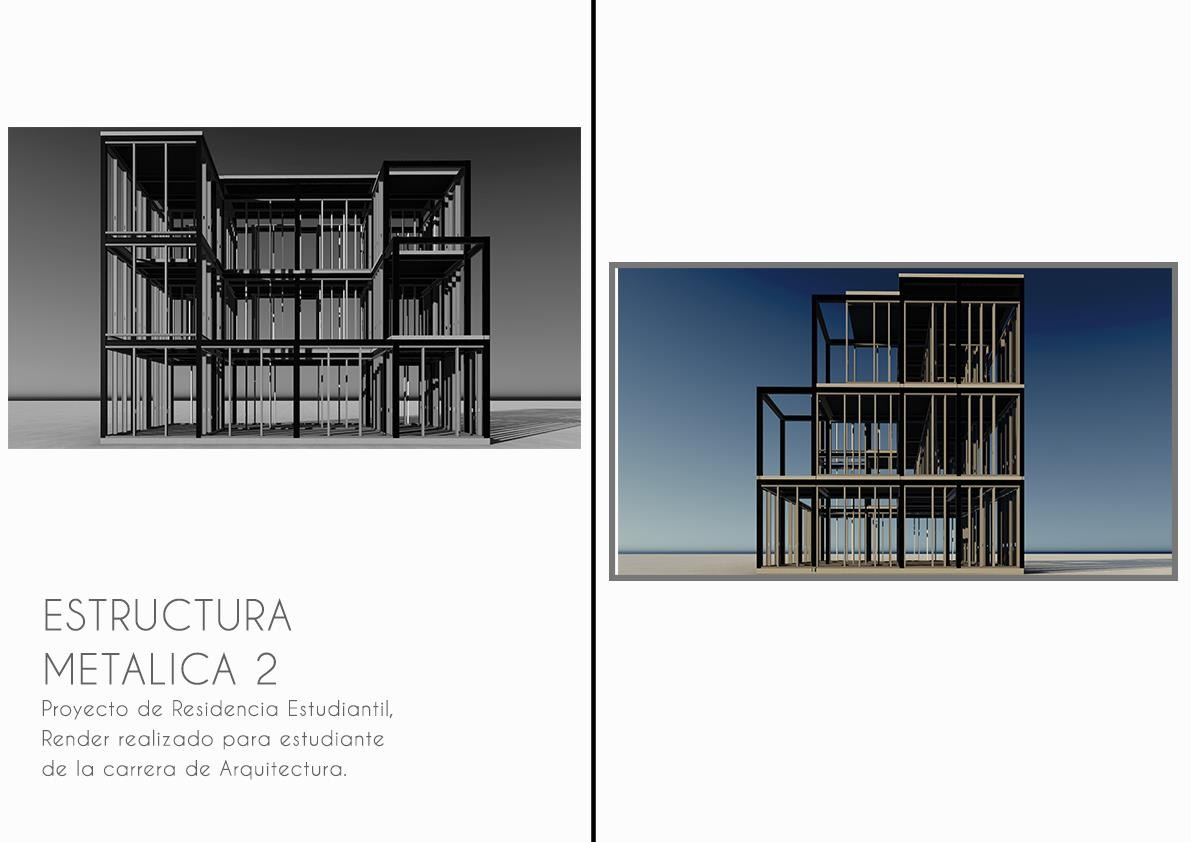 ESTRUCTURA
METALICA 2
Proyecto de Residencia Estudiantil,
Render realizado para estudiante
de la carrera de Arquitectura.